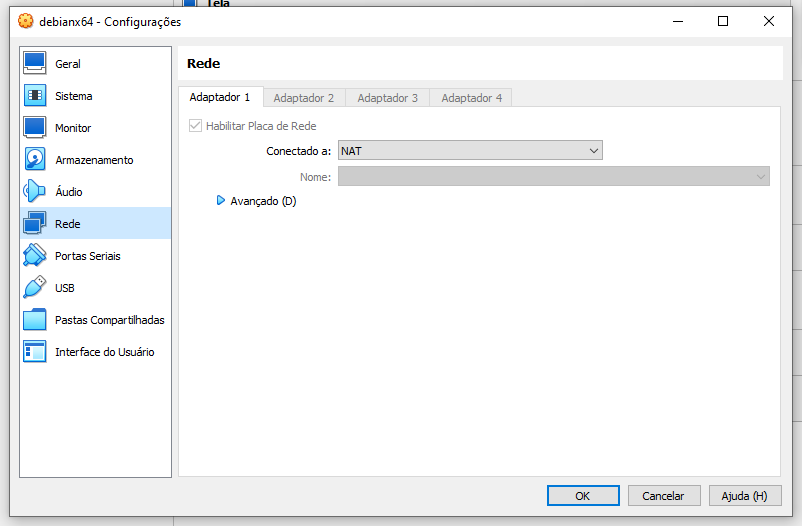 Tela
debianx64 - Configurações
Geral
Sistema
Monitor
Armazenamento
Áudio
Rede
Portas Seriais
USB
Pastas Compartilhadas
Interface do Usuário
Rede
Adaptador 1 Adaptador 2 Adaptador 3 Adaptador 4
Habilitar Placa de Rede
Conectado a: NAT
Nome:
Avançado (D)
OK Cancelar Ajuda (H)